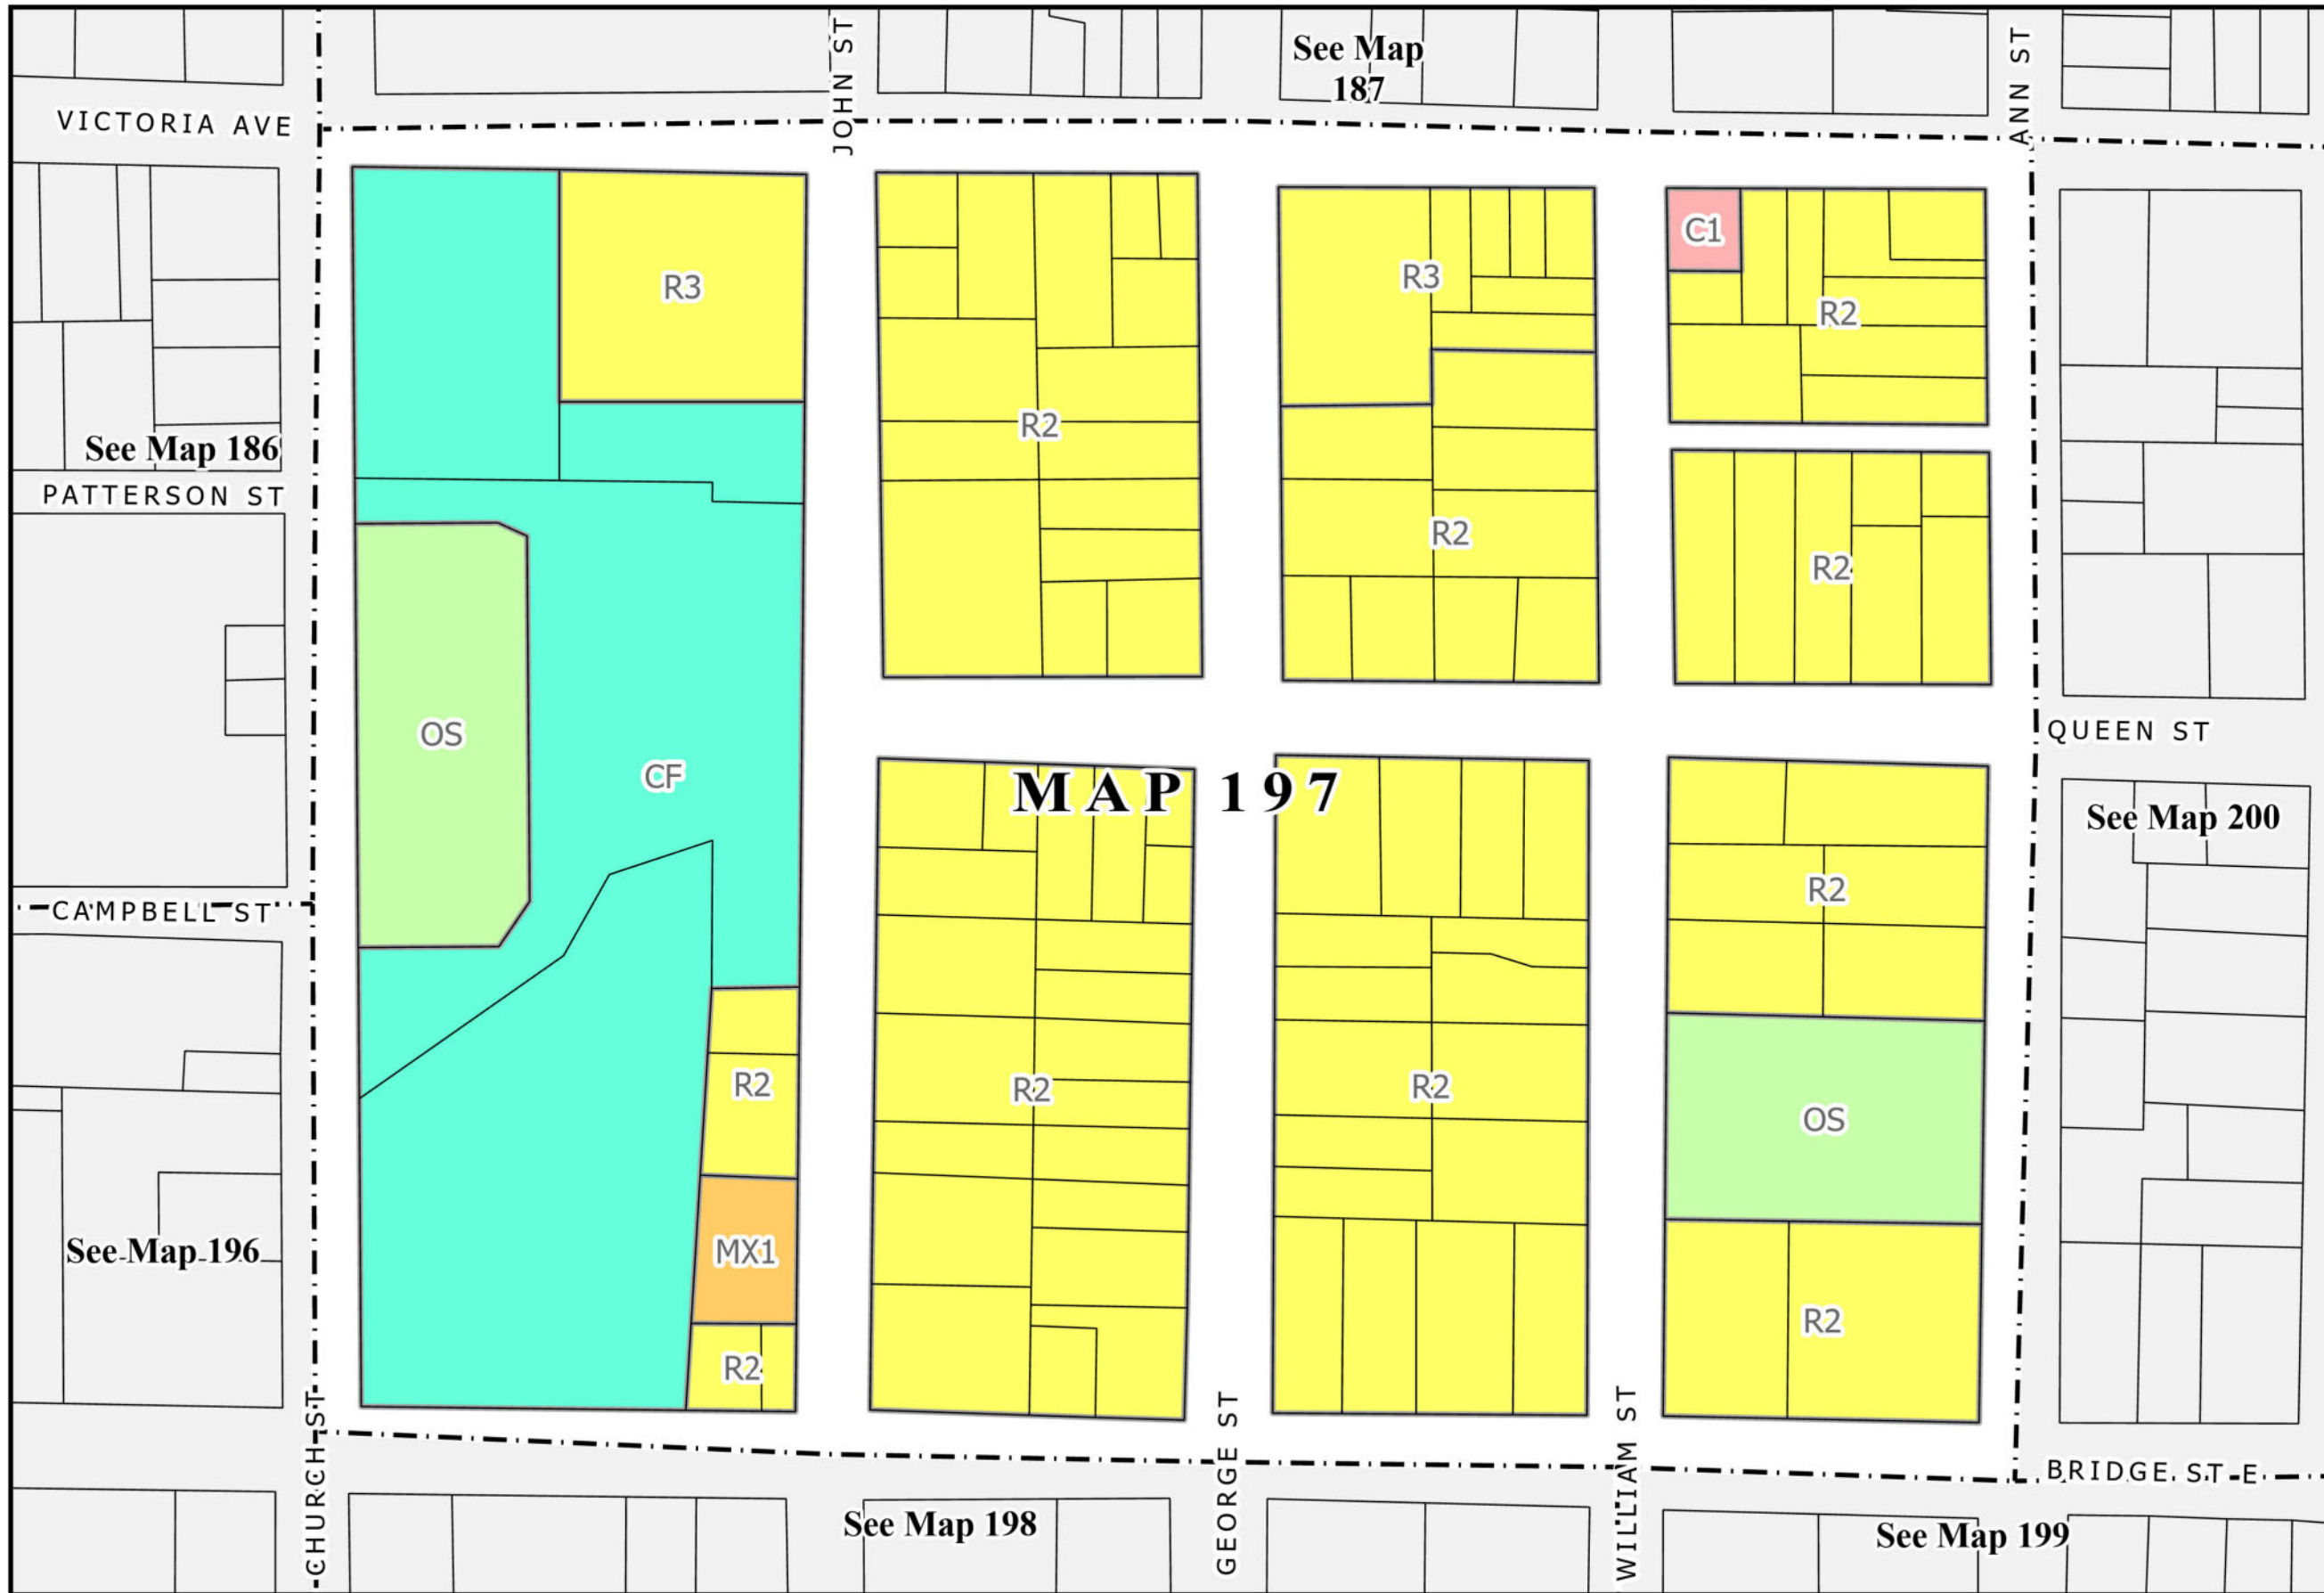 JOHN ST
See Map
187
ANN ST
VICTORIA AVE
C1
R3
R3
R2
R2
See Map 186
PATTERSON ST
R2
R2
OS
CF
QUEEN ST
MAP 197
See Map 200
R2
CAMPBELL ST
R2
R2
R2
OS
See Map 196
MX1
R2
R2
CHURCH ST
GEORGE ST
WILLIAM ST
BRIDGE ST E
See Map 198
See Map 199